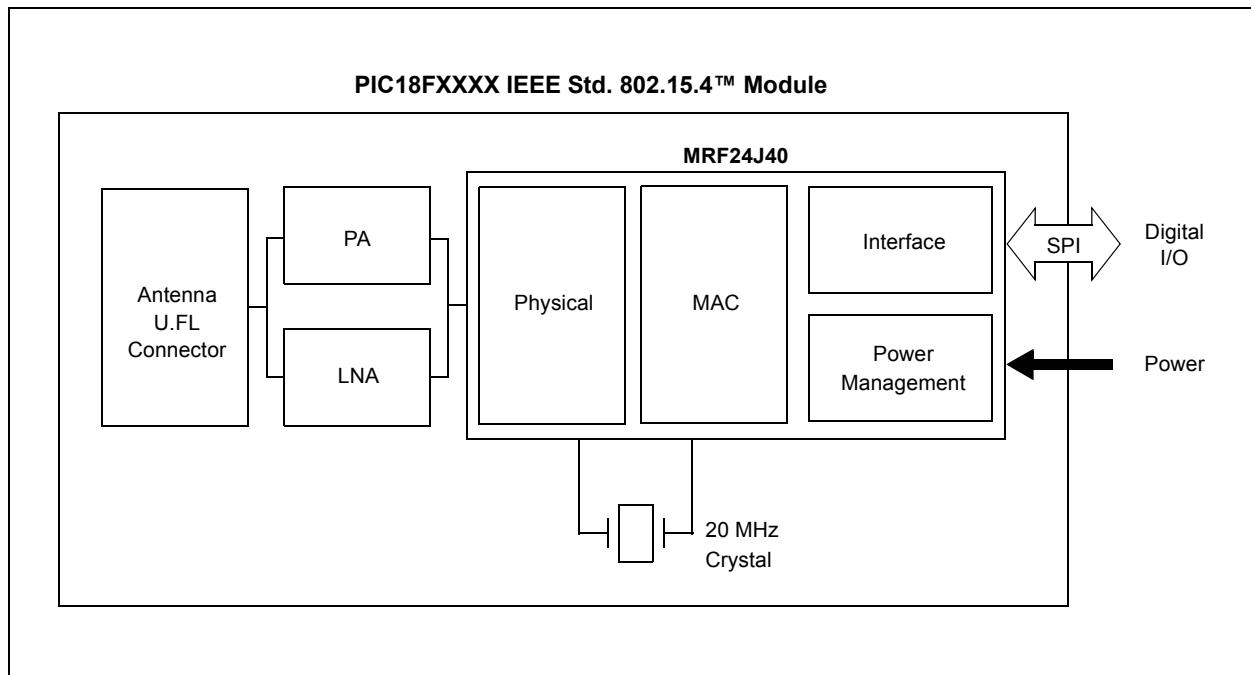 PIC18FXXXX IEEE Std. 802.15.4™ Module
MRF24J40
Antenna
U.FL
Connector
PA
LNA
Physical
MAC
Interface
Power
Management
SPI
Digital
I/O
Power
20 MHz
Crystal